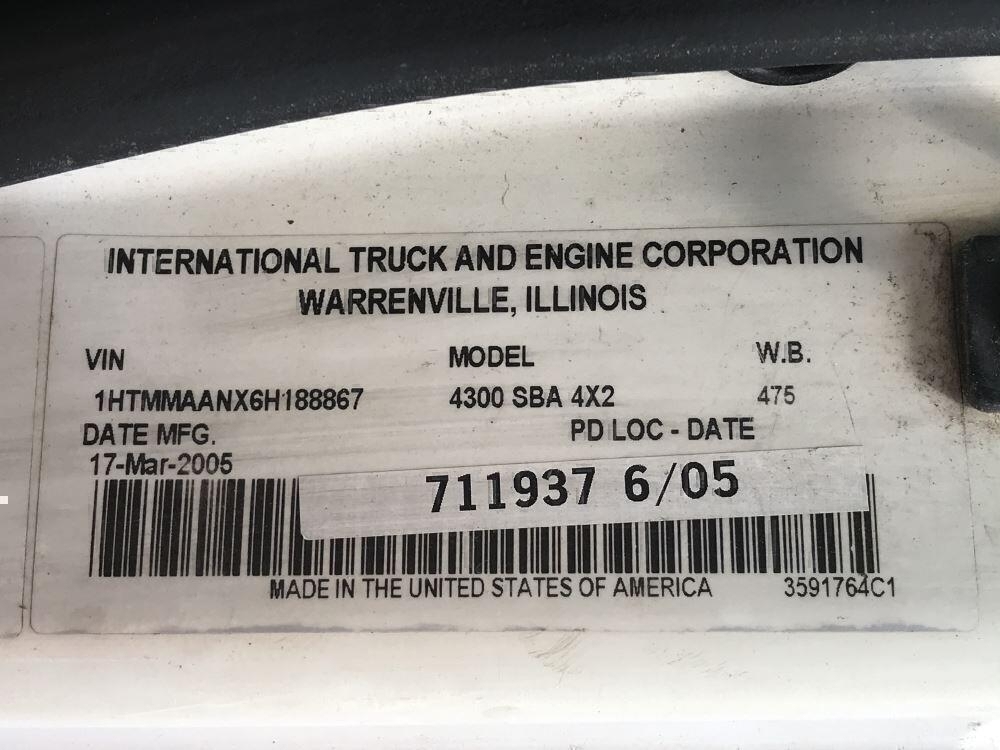 INTERNATIONAL TRUCK AND ENGINE CORPORATION
WARRENVILLE, ILLINOIS
VIN MODEL W.B.
1HTMMAANX6H188867 4300 SBA 4X2 475
DATE MFG. PD LOC - DATE
17-Mar-2005
711937 6/05
MADE IN THE UNITED STATES OF AMERICA 3591764C1